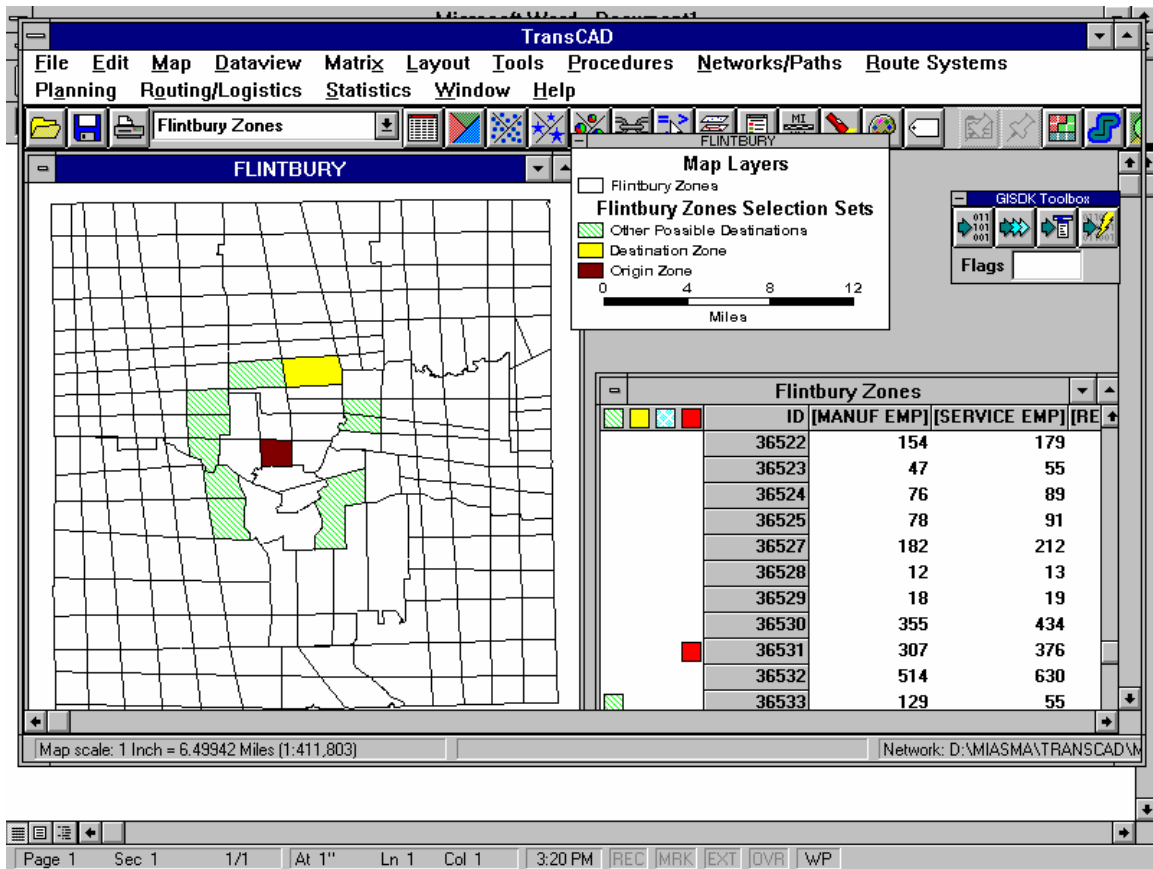 Microsoft Word - Document1
TransCAD
File Edit Map Dataview Matrix Layout Tools Procedures Networks/Paths Route Systems
Planning Routing/Logistics Statistics Window Help
Flintbury Zones
MI
FLINTBURY
FLINTBURY
Map Layers
Flintbury Zones
Flintbury Zones Selection Sets
Other Possible Destinations
Destination Zone
Origin Zone
0 4 8 12
Miles
GISDK Toolbox
011
101
001
Flags
Flintbury Zones
ID [MANUF EMP] [SERVICE EMP] [RE
36522 154 179
36523 47 55
36524 76 89
36525 78 91
36527 182 212
36528 12 13
36529 18 19
36530 355 434
36531 307 376
36532 514 630
36533 129 55
Map scale: 1 Inch = 6.49942 Miles (1:411,803)
Network: D:\MIASMA\TRANSCAD\M
Page 1 Sec 1 1/1 At 1" Ln 1 Col 1 3:20 PM REC MRK EXT OVR WP